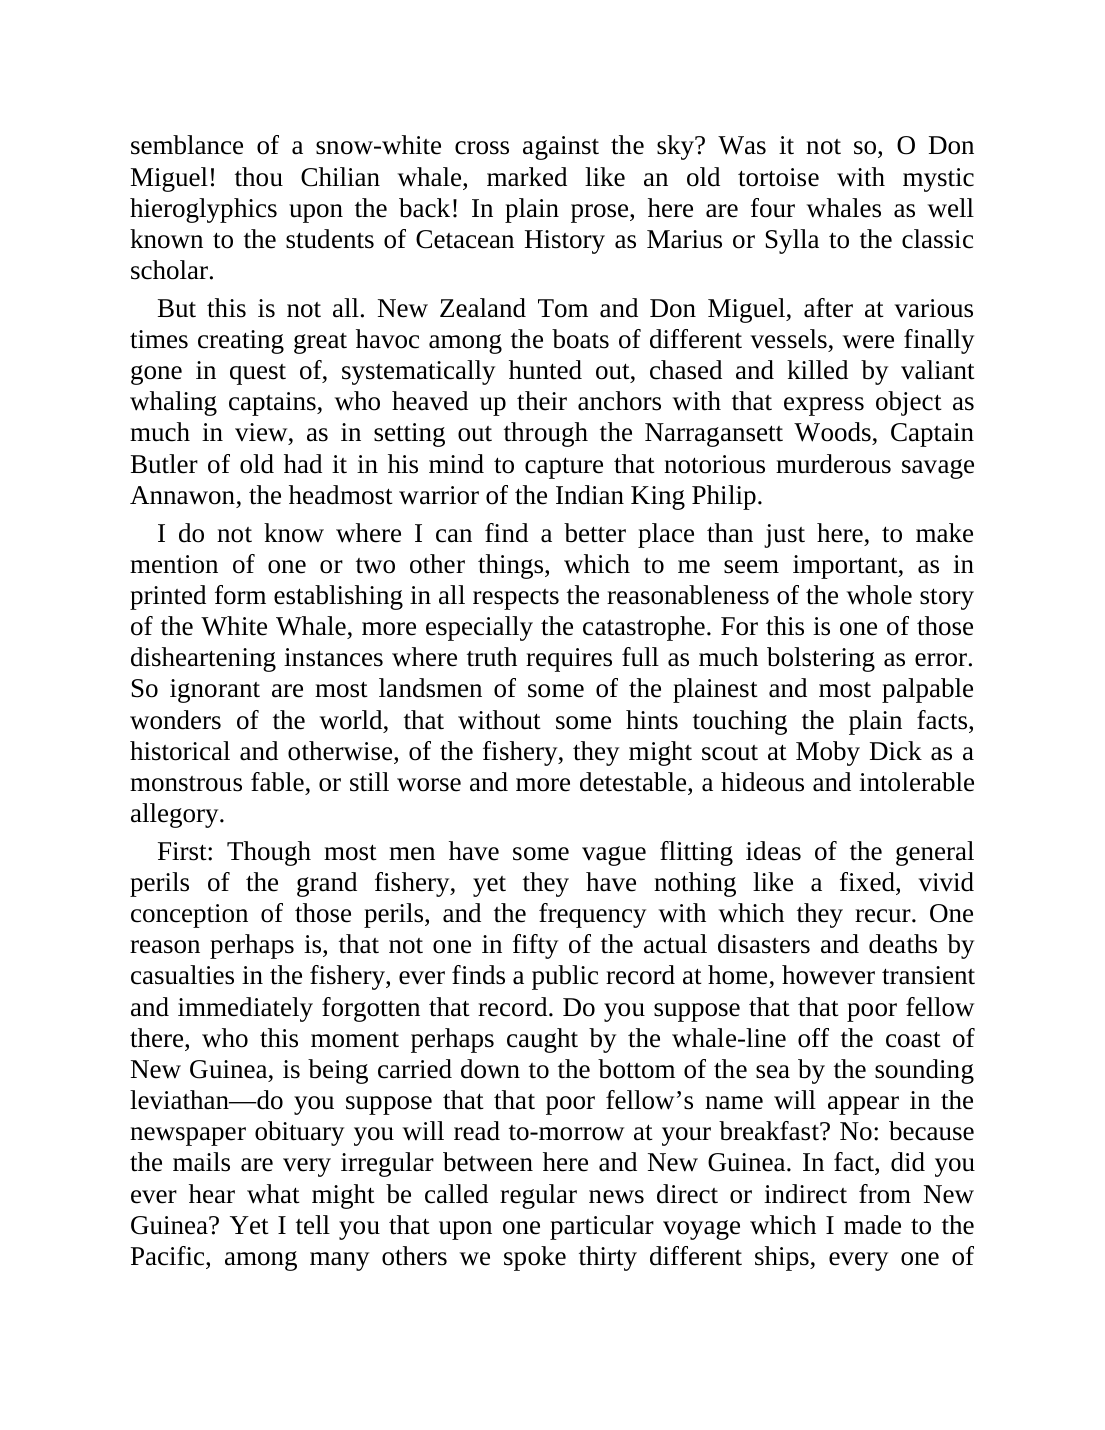 semblance of a snow-white cross against the sky? Was it not so, O Don
Miguel! thou Chilian whale, marked like an old tortoise with mystic
hieroglyphics upon the back! In plain prose, here are four whales as well
known to the students of Cetacean History as Marius or Sylla to the classic
scholar.
But this is not all. New Zealand Tom and Don Miguel, after at various
times creating great havoc among the boats of different vessels, were finally
gone in quest of, systematically hunted out, chased and killed by valiant
whaling captains, who heaved up their anchors with that express object as
much in view, as in setting out through the Narragansett Woods, Captain
Butler of old had it in his mind to capture that notorious murderous savage
Annawon, the headmost warrior of the Indian King Philip.
I do not know where I can find a better place than just here, to make
mention of one or two other things, which to me seem important, as in
printed form establishing in all respects the reasonableness of the whole story
of the White Whale, more especially the catastrophe. For this is one of those
disheartening instances where truth requires full as much bolstering as error.
So ignorant are most landsmen of some of the plainest and most palpable
wonders of the world, that without some hints touching the plain facts,
historical and otherwise, of the fishery, they might scout at Moby Dick as a
monstrous fable, or still worse and more detestable, a hideous and intolerable
allegory.
First: Though most men have some vague flitting ideas of the general
perils of the grand fishery, yet they have nothing like a fixed, vivid
conception of those perils, and the frequency with which they recur. One
reason perhaps is, that not one in fifty of the actual disasters and deaths by
casualties in the fishery, ever finds a public record at home, however transient
and immediately forgotten that record. Do you suppose that that poor fellow
there, who this moment perhaps caught by the whale-line off the coast of
New Guinea, is being carried down to the bottom of the sea by the sounding
leviathan—do you suppose that that poor fellow’s name will appear in the
newspaper obituary you will read to-morrow at your breakfast? No: because
the mails are very irregular between here and New Guinea. In fact, did you
ever hear what might be called regular news direct or indirect from New
Guinea? Yet I tell you that upon one particular voyage which I made to the
Pacific, among many others we spoke thirty different ships, every one of